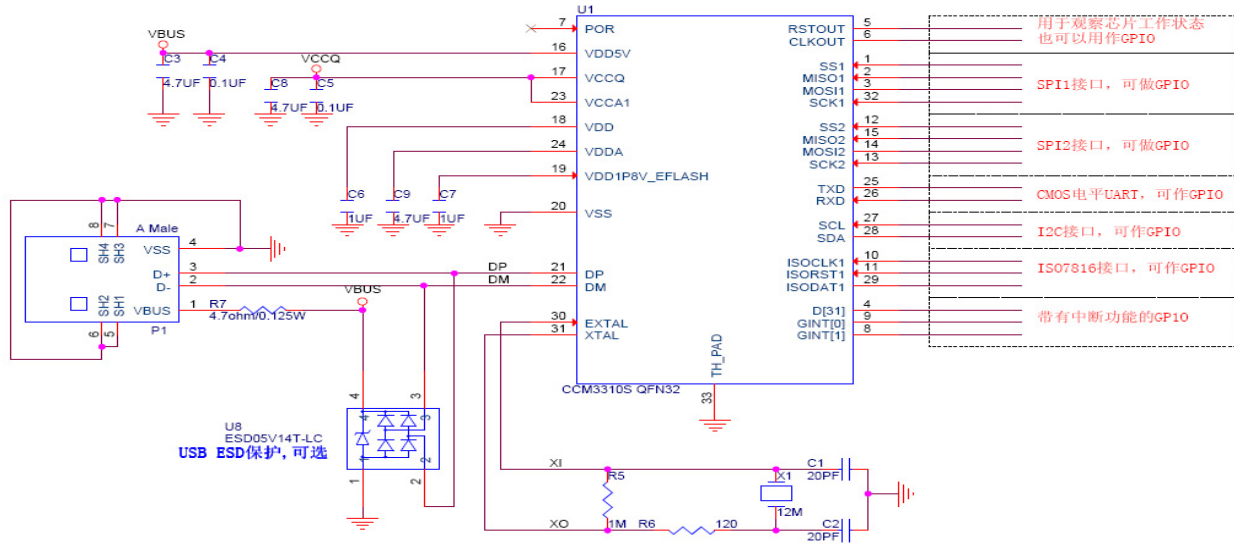 U1
7 POR
RSTOUT 5
CLKOUT 6
用于观察芯片工作状态
也可以用作GPIO
VBUS
16 VDD5V
C3
4.7UF
C4
0.1UF
VCCQ
17 VCCQ
23 VCCA1
C8
4.7UF
C5
0.1UF
SS1 1
MISO1 2
MOSI1 3
SCK1 32
SPI1接口，可做GPIO
18 VDD
24 VDDA
19 VDD1P8V_EFLASH
SS2 12
MISO2 15
MOSI2 14
SCK2 13
SPI2接口，可做GPIO
C6
1UF
C9
4.7UF
C7
1UF
20 VSS
TXD 25
RXD 26
CMOS电平UART，可作GPIO
SCL 27
SDA 28
I2C接口，可作GPIO
ISOCLK1 10
ISORST1 11
ISODAT1 29
ISO7816接口，可作GPIO
D[31] 4
GINT[0] 9
GINT[1] 8
带有中断功能的GP1O
8 7
A Male
SH4 SH3
VSS 4
D+ 3
D- 2
VBUS 1
SH2 SH1
6 5
P1
DP 21 DP
DM 22 DM
R7
4.7ohm/0.125W
VBUS
30 EXTAL
31 XTAL
TH_PAD
33
CCM3310S QFN32
4 3
4 3
U8
ESD05V14T-LC
USB ESD保护,可选
1 2
1 2
XI
R5
1M
XO
R6
120
X1
12M
C1
20PF
C2
20PF